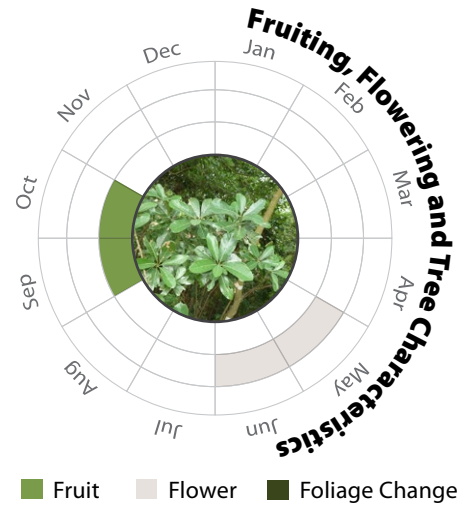 Fruiting, Flowering and Tree Characteristics
Jan
Feb
Mar
Apr
May
Jun
Jul
Aug
Sep
Oct
Nov
Dec
Fruit
Flower
Foliage Change